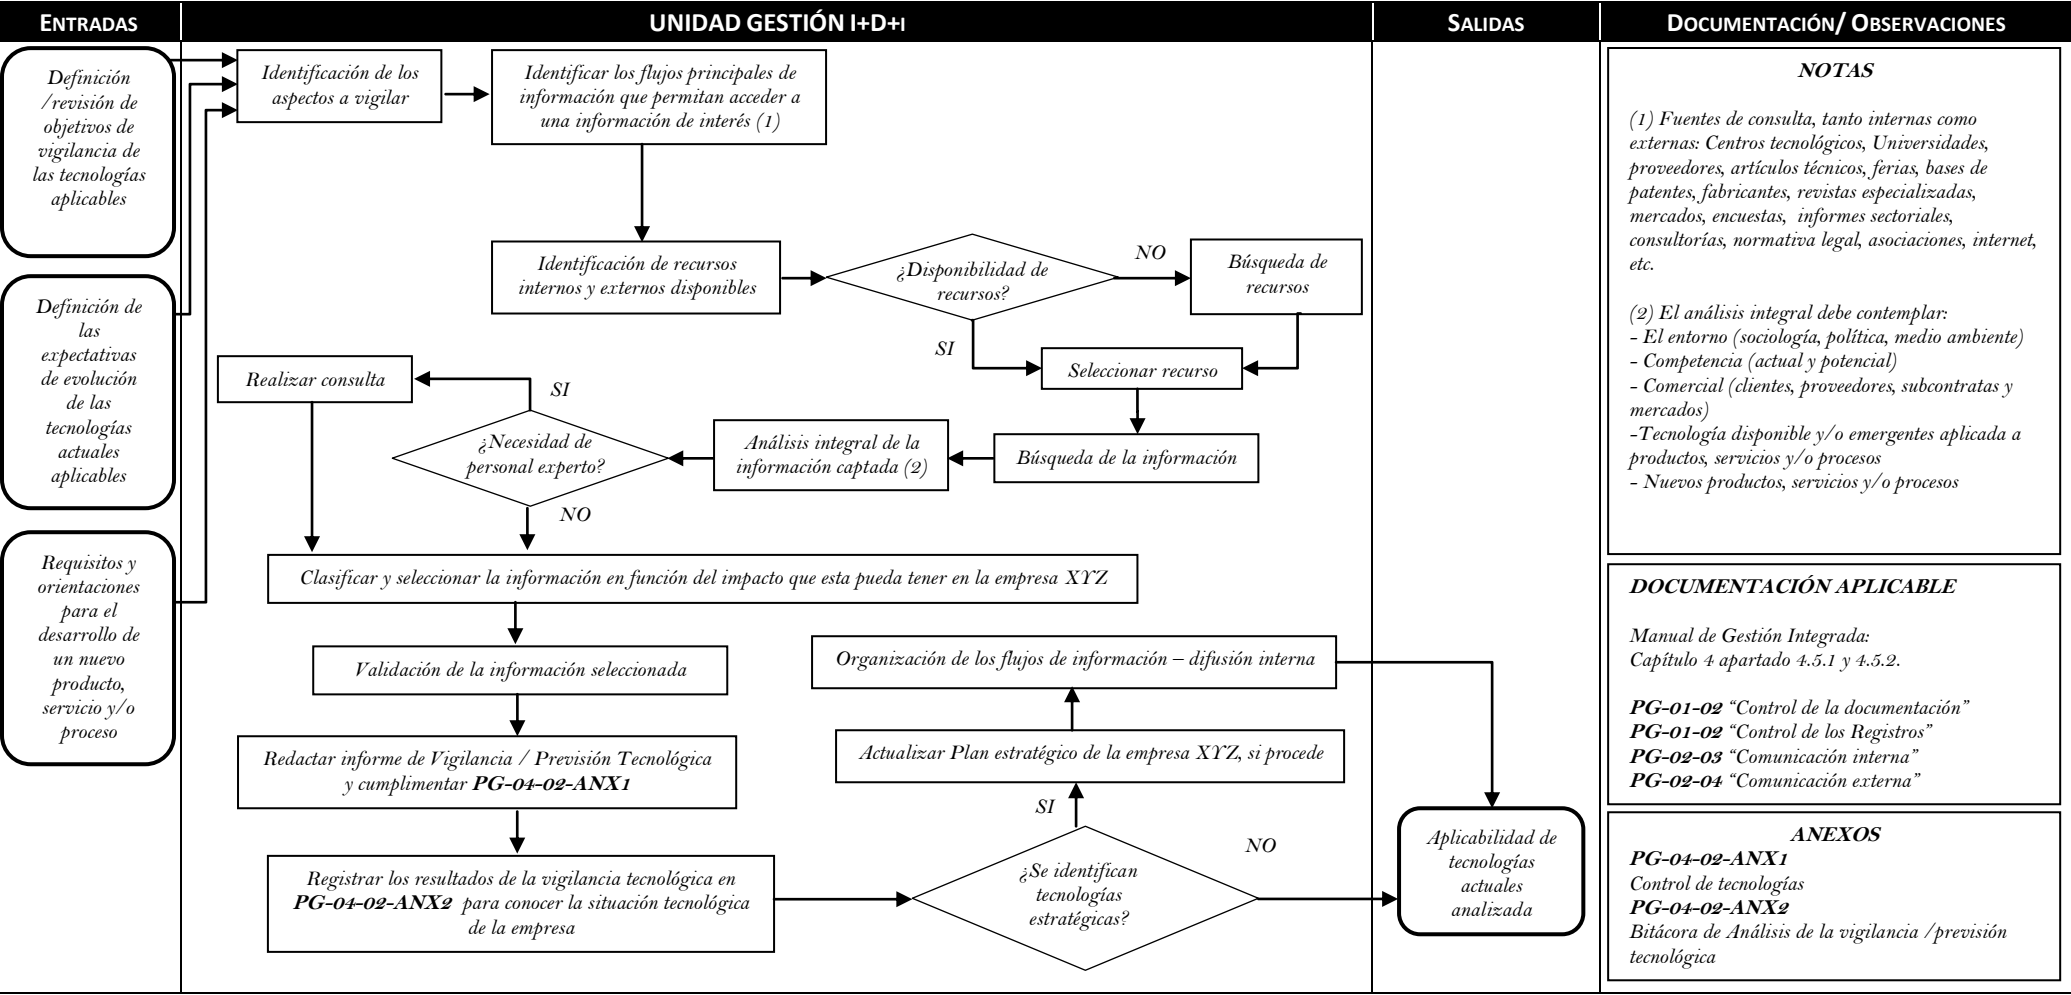 ENTRADAS
UNIDAD GESTIÓN I+D+I
SALIDAS
DOCUMENTACIÓN/ OBSERVACIONES
Definición
/revisión de
objetivos de
vigilancia de
las tecnologías
aplicables
Definición de
las
expectativas
de evolución
de las
tecnologías
actuales
aplicables
Requisitos y
orientaciones
para el
desarrollo de
un nuevo
producto,
servicio y/o
proceso
Identificación de los
aspectos a vigilar
Identificar los flujos principales de
información que permitan acceder a
una información de interés (1)
Identificación de recursos
internos y externos disponibles
¿Disponibilidad de
recursos?
NO
Búsqueda de
recursos
SI
Seleccionar recurso
Realizar consulta
SI
¿Necesidad de
personal experto?
Análisis integral de la
información captada (2)
Búsqueda de la información
NO
Clasificar y seleccionar la información en función del impacto que esta pueda tener en la empresa XYZ
Validación de la información seleccionada
Organización de los flujos de información – difusión interna
Redactar informe de Vigilancia / Previsión Tecnológica
y cumplimentar PG-04-02-ANX1
Actualizar Plan estratégico de la empresa XYZ, si procede
SI
NO
Registrar los resultados de la vigilancia tecnológica en
PG-04-02-ANX2 para conocer la situación tecnológica
de la empresa
¿Se identifican
tecnologías
estratégicas?
Aplicabilidad de
tecnologías
actuales
analizada
NOTAS
(1) Fuentes de consulta, tanto internas como
externas: Centros tecnológicos, Universidades,
proveedores, artículos técnicos, ferias, bases de
patentes, fabricantes, revistas especializadas,
mercados, encuestas, informes sectoriales,
consultorías, normativa legal, asociaciones, internet,
etc.
(2) El análisis integral debe contemplar:
- El entorno (sociología, política, medio ambiente)
- Competencia (actual y potencial)
- Comercial (clientes, proveedores, subcontratas y
mercados)
-Tecnología disponible y/o emergentes aplicada a
productos, servicios y/o procesos
- Nuevos productos, servicios y/o procesos
DOCUMENTACIÓN APLICABLE
Manual de Gestión Integrada:
Capítulo 4 apartado 4.5.1 y 4.5.2.
PG-01-02 “Control de la documentación”
PG-01-02 “Control de los Registros”
PG-02-03 “Comunicación interna”
PG-02-04 “Comunicación externa”
ANEXOS
PG-04-02-ANX1
Control de tecnologías
PG-04-02-ANX2
Bitácora de Análisis de la vigilancia /previsión
tecnológica